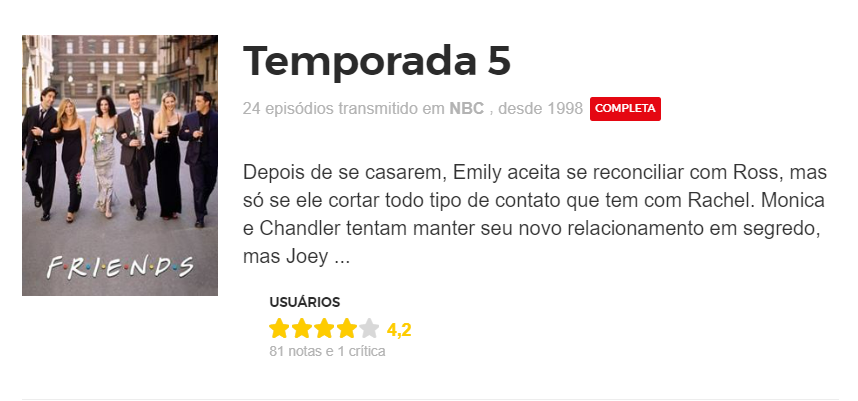 Temporada 5
24 episódios transmitido em NBC , desde 1998 COMPLETA
Depois de se casarem, Emily aceita se reconciliar com Ross, mas
só se ele cortar todo tipo de contato que tem com Rachel. Monica
e Chandler tentam manter seu novo relacionamento em segredo,
mas Joey ...
F·R·I·E·N·D·S
USUÁRIOS
4,2
81 notas e 1 crítica